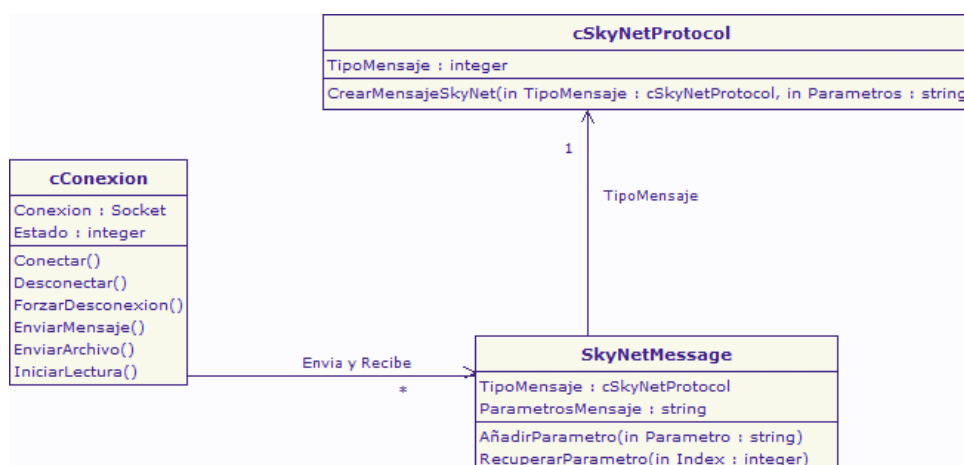 cSkyNetProtocol
TipoMensaje : integer
CrearMensajeSkyNet(in TipoMensaje : cSkyNetProtocol, in Parametros : string
1
TipoMensaje
cConexion
Conexion : Socket
Estado : integer
Conectar()
Desconectar()
ForzarDesconexion()
EnviarMensaje()
EnviarArchivo()
IniciarLectura()
Envia y Recibe
*
SkyNetMessage
TipoMensaje : cSkyNetProtocol
ParametrosMensaje : string
AñadirParametro(in Parametro : string)
RecuperarParametro(in Index : integer)